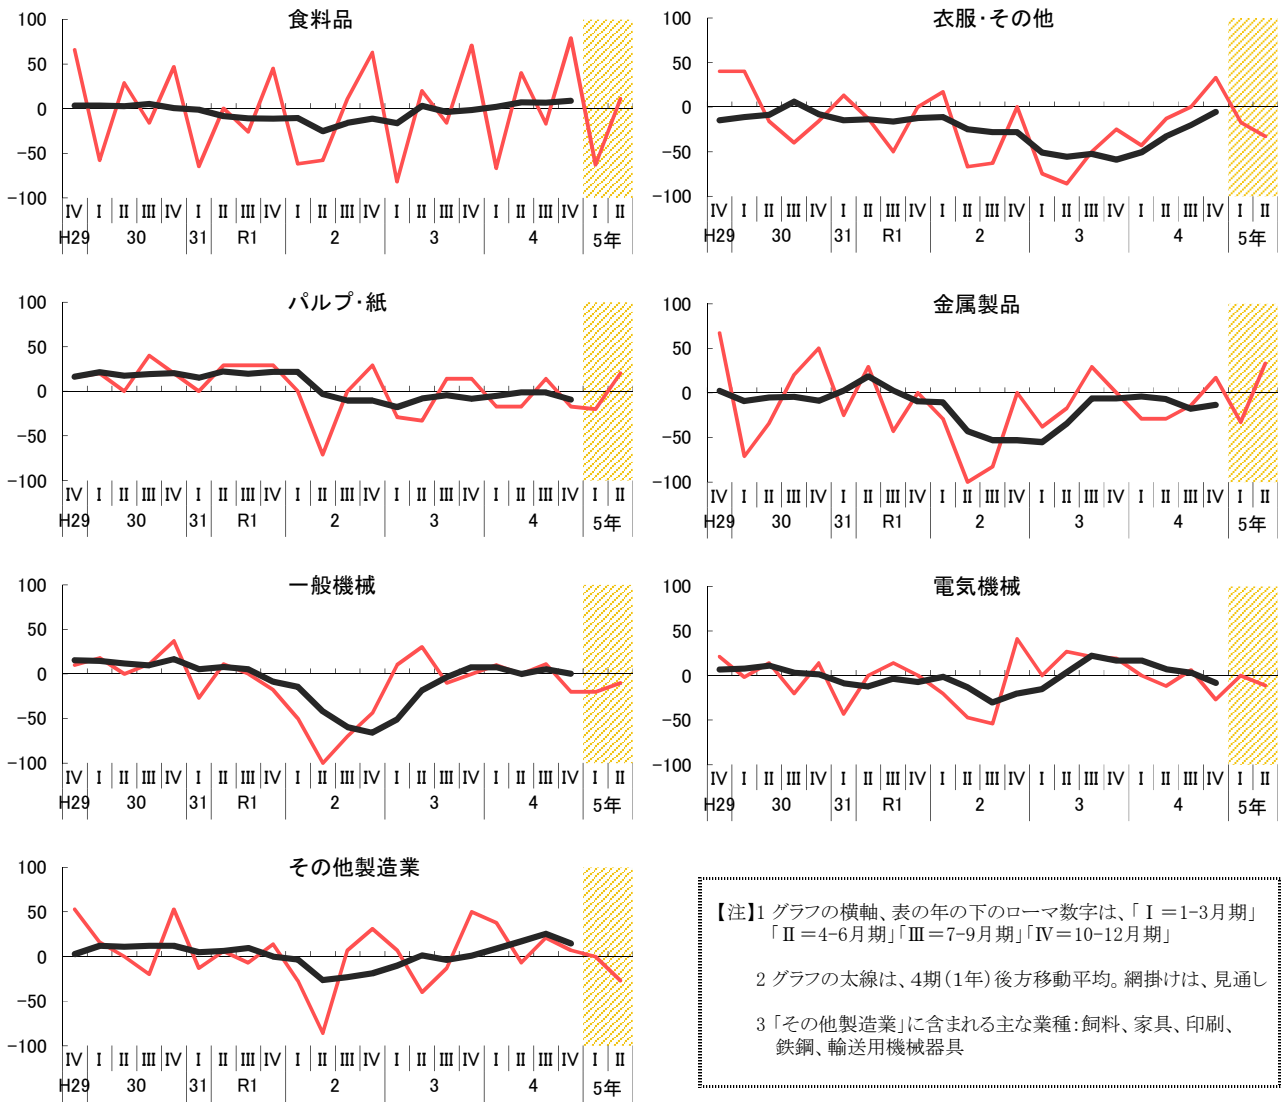 食料品
100
50
0
-50
-100
Ⅳ Ⅰ Ⅱ Ⅲ Ⅳ Ⅰ Ⅱ Ⅲ Ⅳ Ⅰ Ⅱ Ⅲ Ⅳ Ⅰ Ⅱ Ⅲ Ⅳ Ⅰ Ⅱ Ⅲ Ⅳ Ⅰ Ⅱ
H29 30 31 R1 2 3 4 5年
衣服・その他
100
50
0
-50
-100
Ⅳ Ⅰ Ⅱ Ⅲ Ⅳ Ⅰ Ⅱ Ⅲ Ⅳ Ⅰ Ⅱ Ⅲ Ⅳ Ⅰ Ⅱ Ⅲ Ⅳ Ⅰ Ⅱ Ⅲ Ⅳ Ⅰ Ⅱ
H29 30 31 R1 2 3 4 5年
パルプ・紙
100
50
0
-50
-100
Ⅳ Ⅰ Ⅱ Ⅲ Ⅳ Ⅰ Ⅱ Ⅲ Ⅳ Ⅰ Ⅱ Ⅲ Ⅳ Ⅰ Ⅱ Ⅲ Ⅳ Ⅰ Ⅱ Ⅲ Ⅳ Ⅰ Ⅱ
H29 30 31 R1 2 3 4 5年
金属製品
100
50
0
-50
-100
Ⅳ Ⅰ Ⅱ Ⅲ Ⅳ Ⅰ Ⅱ Ⅲ Ⅳ Ⅰ Ⅱ Ⅲ Ⅳ Ⅰ Ⅱ Ⅲ Ⅳ Ⅰ Ⅱ Ⅲ Ⅳ Ⅰ Ⅱ
H29 30 31 R1 2 3 4 5年
一般機械
100
50
0
-50
-100
Ⅳ Ⅰ Ⅱ Ⅲ Ⅳ Ⅰ Ⅱ Ⅲ Ⅳ Ⅰ Ⅱ Ⅲ Ⅳ Ⅰ Ⅱ Ⅲ Ⅳ Ⅰ Ⅱ Ⅲ Ⅳ Ⅰ Ⅱ
H29 30 31 R1 2 3 4 5年
電気機械
100
50
0
-50
-100
Ⅳ Ⅰ Ⅱ Ⅲ Ⅳ Ⅰ Ⅱ Ⅲ Ⅳ Ⅰ Ⅱ Ⅲ Ⅳ Ⅰ Ⅱ Ⅲ Ⅳ Ⅰ Ⅱ Ⅲ Ⅳ Ⅰ Ⅱ
H29 30 31 R1 2 3 4 5年
その他製造業
100
50
0
-50
-100
Ⅳ Ⅰ Ⅱ Ⅲ Ⅳ Ⅰ Ⅱ Ⅲ Ⅳ Ⅰ Ⅱ Ⅲ Ⅳ Ⅰ Ⅱ Ⅲ Ⅳ Ⅰ Ⅱ Ⅲ Ⅳ Ⅰ Ⅱ
H29 30 31 R1 2 3 4 5年
【注】1 グラフの横軸、表の年の下のローマ数字は、「Ⅰ=1-3月期」
「Ⅱ=4-6月期」「Ⅲ=7-9月期」「Ⅳ=10-12月期」
2 グラフの太線は、4期(1年)後方移動平均。網掛けは、見通し
3 「その他製造業」に含まれる主な業種:飼料、家具、印刷、
鉄鋼、輸送用機械器具